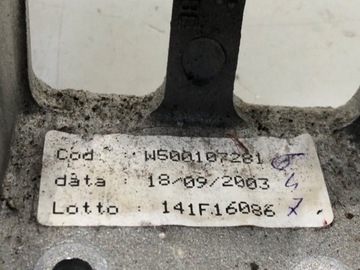 Cod : W500107281
data : 18/09/2003
Lotto : 141F16086